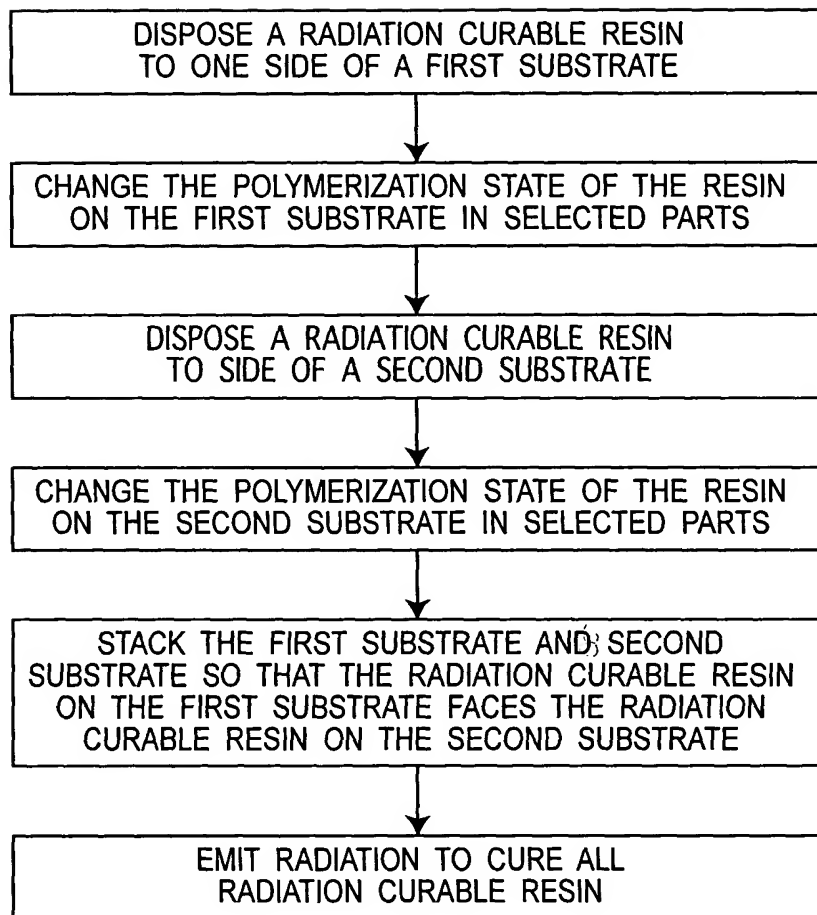 DISPOSE A RADIATION CURABLE RESIN
TO ONE SIDE OF A FIRST SUBSTRATE
CHANGE THE POLYMERIZATION STATE OF THE RESIN
ON THE FIRST SUBSTRATE IN SELECTED PARTS
DISPOSE A RADIATION CURABLE RESIN
TO SIDE OF A SECOND SUBSTRATE
CHANGE THE POLYMERIZATION STATE OF THE RESIN
ON THE SECOND SUBSTRATE IN SELECTED PARTS
STACK THE FIRST SUBSTRATE AND SECOND
SUBSTRATE SO THAT THE RADIATION CURABLE RESIN
ON THE FIRST SUBSTRATE FACES THE RADIATION
CURABLE RESIN ON THE SECOND SUBSTRATE
EMIT RADIATION TO CURE ALL
RADIATION CURABLE RESIN